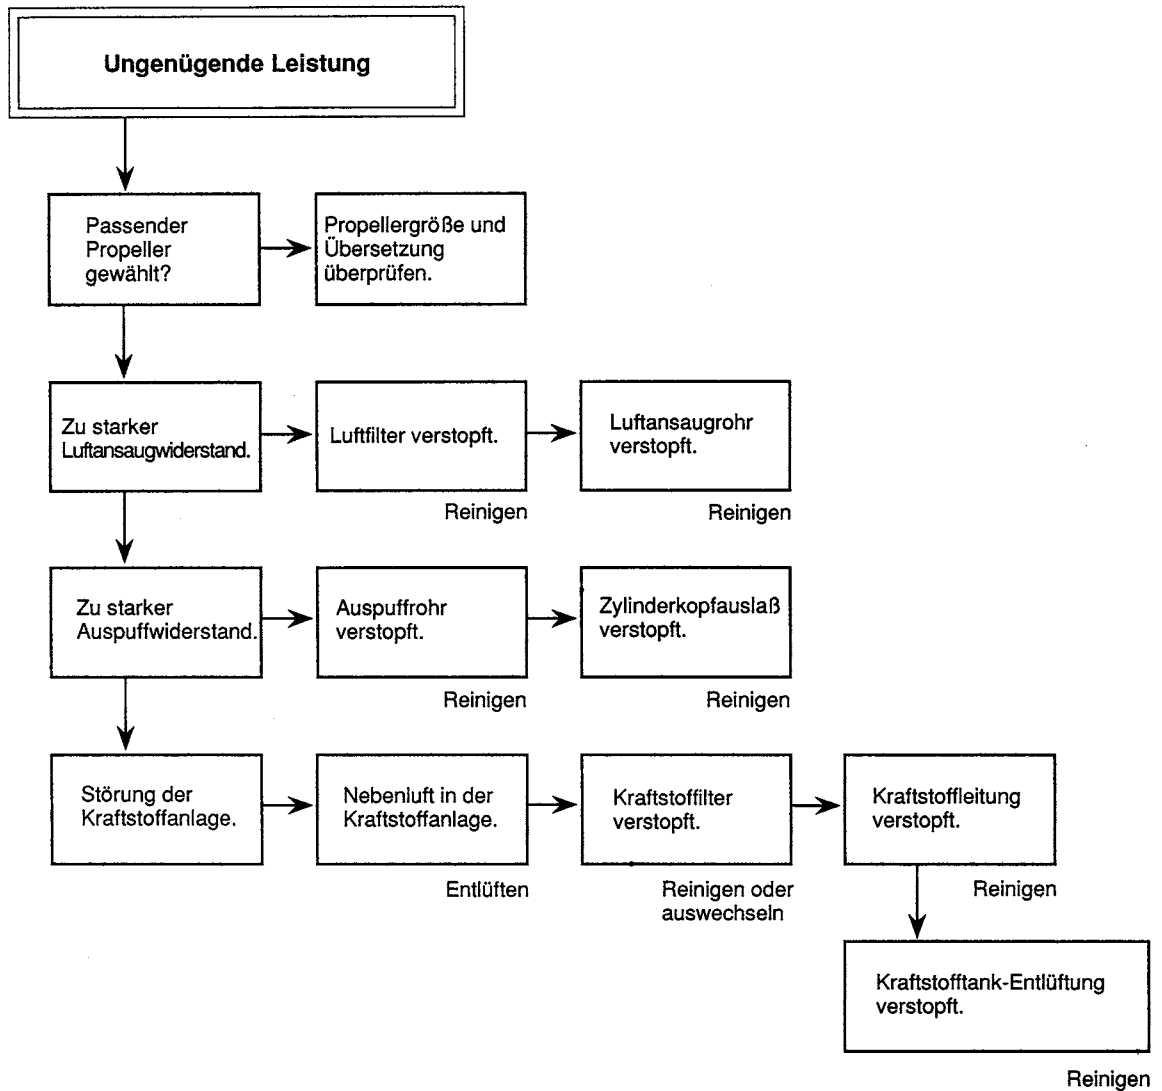 Ungenügende Leistung
Passender
Propeller
gewählt?
Propellergröße und
Übersetzung
überprüfen.
Zu starker
Luftansaugwiderstand.
Luftfilter verstopft.
Reinigen
Luftansaugrohr
verstopft.
Reinigen
Zu starker
Auspuffwiderstand.
Auspuffrohr
verstopft.
Reinigen
Zylinderkopfauslaß
verstopft.
Reinigen
Störung der
Kraftstoffanlage.
Nebenluft in der
Kraftstoffanlage.
Entlüften
Kraftstoffilter
verstopft.
Reinigen oder
auswechseln
Kraftstoffleitung
verstopft.
Reinigen
Kraftstofftank-Entlüftung
verstopft.
Reinigen